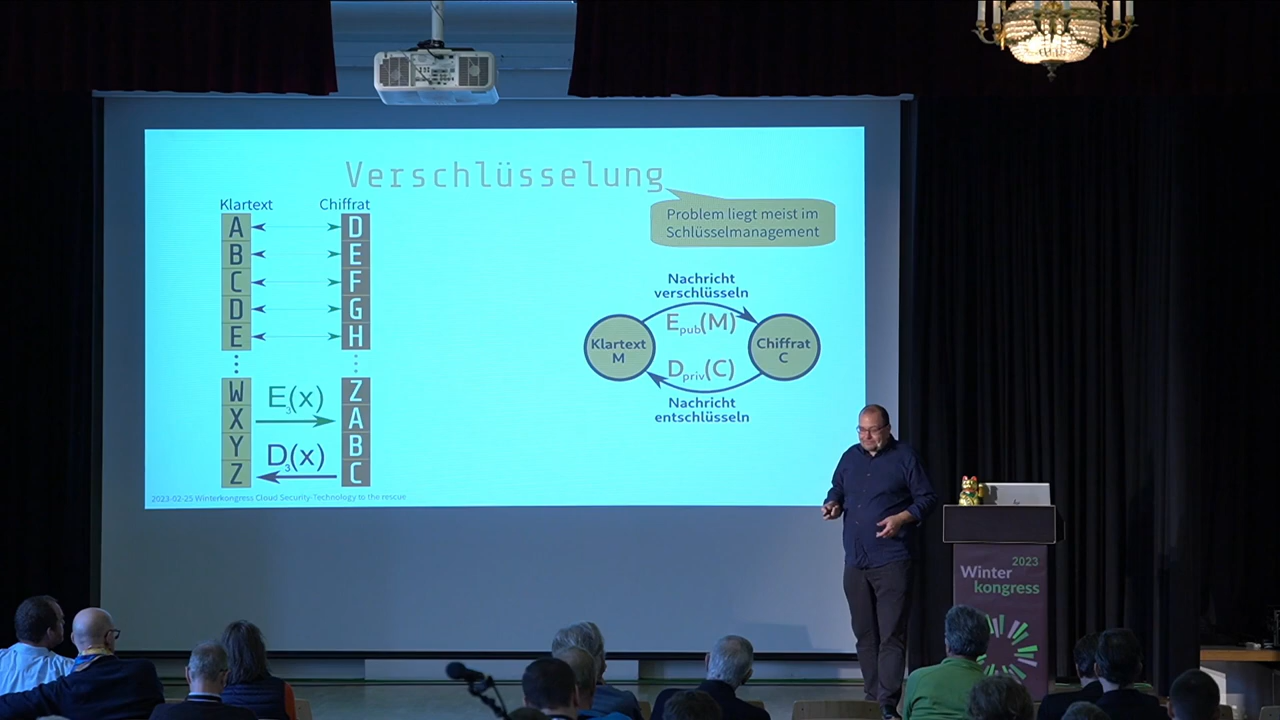 Verschlüsselung
Klartext Chiffrat
A D
B E
C F
D G
E H
W Z
X A
Y B
Z C
E₃(x)
D₃(x)
Problem liegt meist im
Schlüsselmanagement
Nachricht
verschlüsseln
Epub(M)
Klartext
M
Chiffrat
C
Dpriv(C)
Nachricht
entschlüsseln
2023-02-25 Winterkongress Cloud Security-Technology to the rescue
2023
Winter
kongress
hp